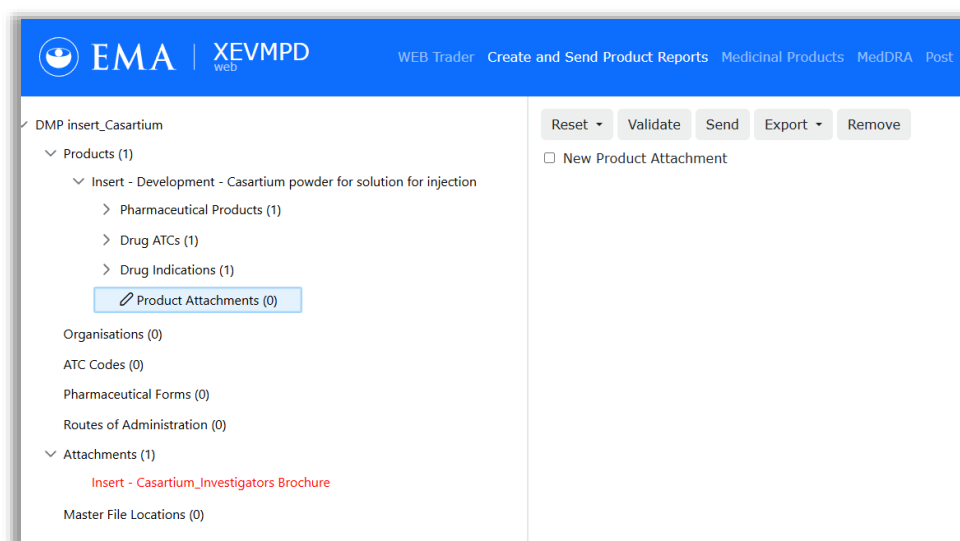 EMA | XEVMPD
web
WEB Trader Create and Send Product Reports Medicinal Products MedDRA Post
DMP insert_Casartium
Products (1)
Insert - Development - Casartium powder for solution for injection
Pharmaceutical Products (1)
Drug ATCs (1)
Drug Indications (1)
Product Attachments (0)
Organisations (0)
ATC Codes (0)
Pharmaceutical Forms (0)
Routes of Administration (0)
Attachments (1)
Insert - Casartium_Investigators Brochure
Master File Locations (0)
Reset Validate Send Export Remove
New Product Attachment